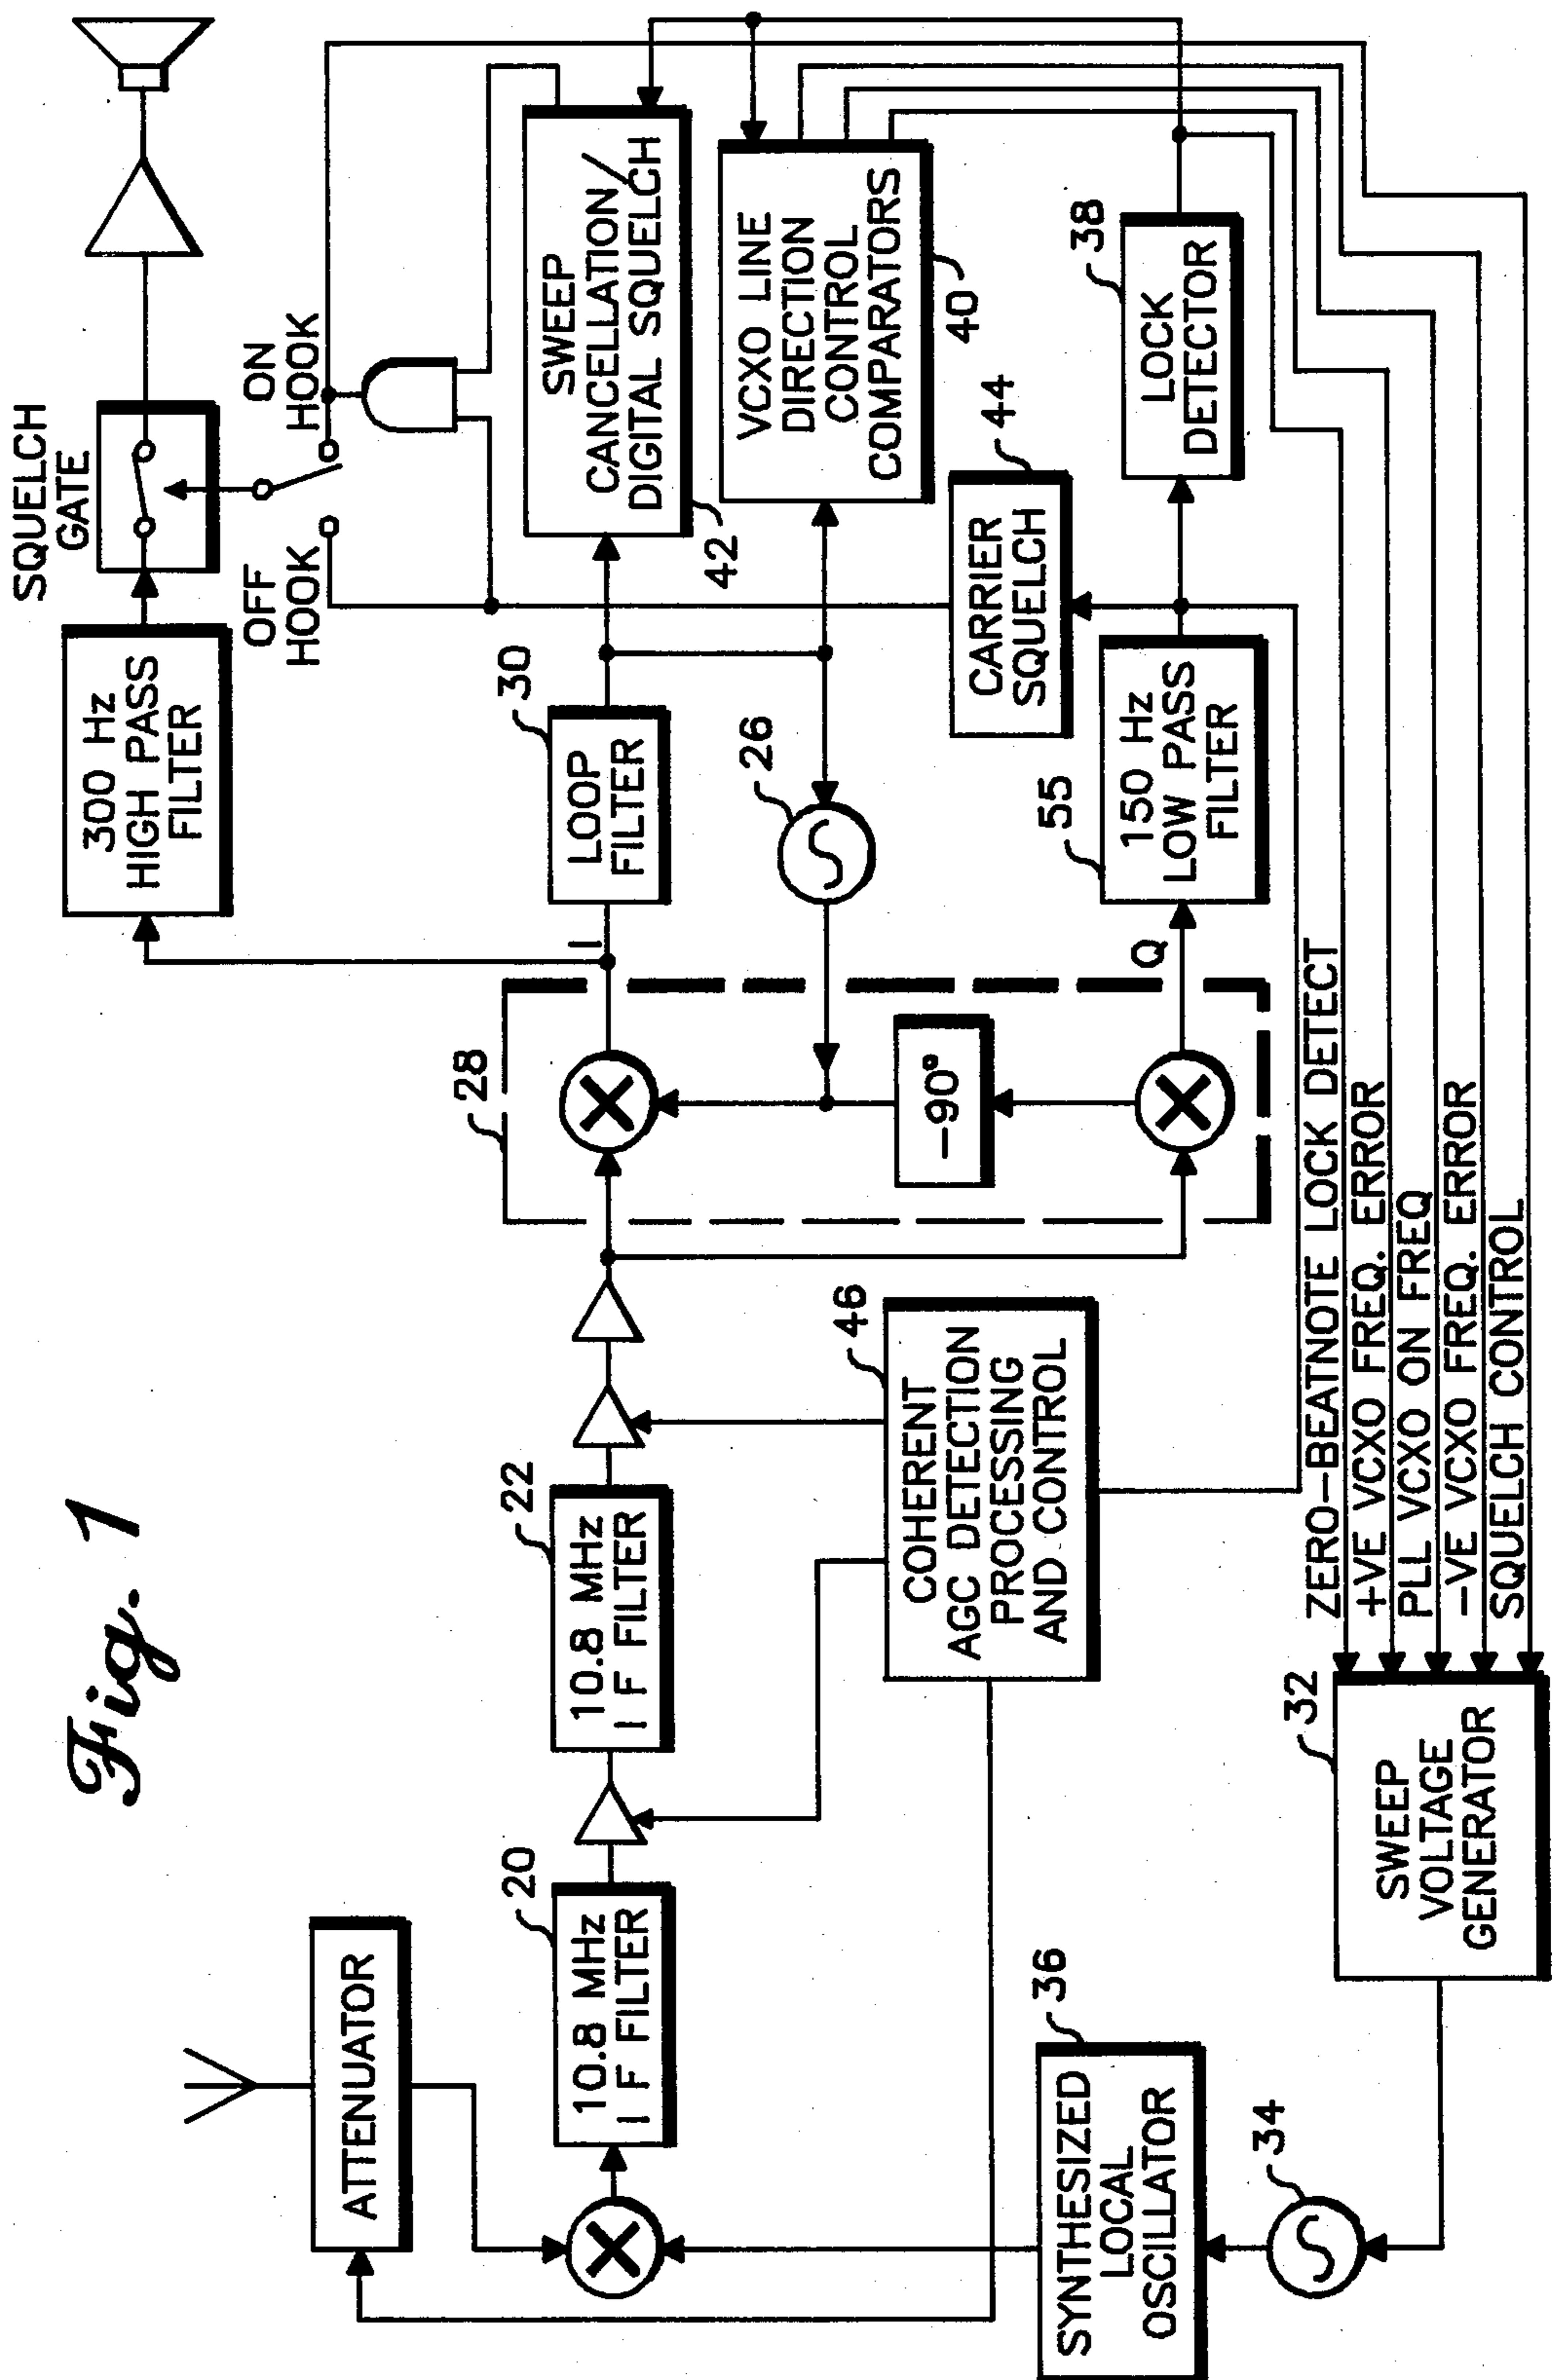 Fig. 1
ATTENUATOR
20
10.8 MHz
I F FILTER
22
10.8 MHz
I F FILTER
28
I
30
LOOP
FILTER
300 Hz
HIGH PASS
FILTER
SQUELCH
GATE
OFF
HOOK
ON
HOOK
SWEEP
CANCELLATION/
DIGITAL SQUELCH
42
VCXO LINE
DIRECTION
CONTROL
COMPARATORS
40
26
-90°
Q
55
150 Hz
LOW PASS
FILTER
CARRIER
SQUELCH
44
LOCK
DETECTOR
38
46
COHERENT
AGC DETECTION
PROCESSING
AND CONTROL
36
SYNTHESIZED
LOCAL
OSCILLATOR
34
32
SWEEP
VOLTAGE
GENERATOR
ZERO-BEATNOTE LOCK DETECT
+VE VCXO FREQ. ERROR
PLL VCXO ON FREQ
-VE VCXO FREQ. ERROR
SQUELCH CONTROL